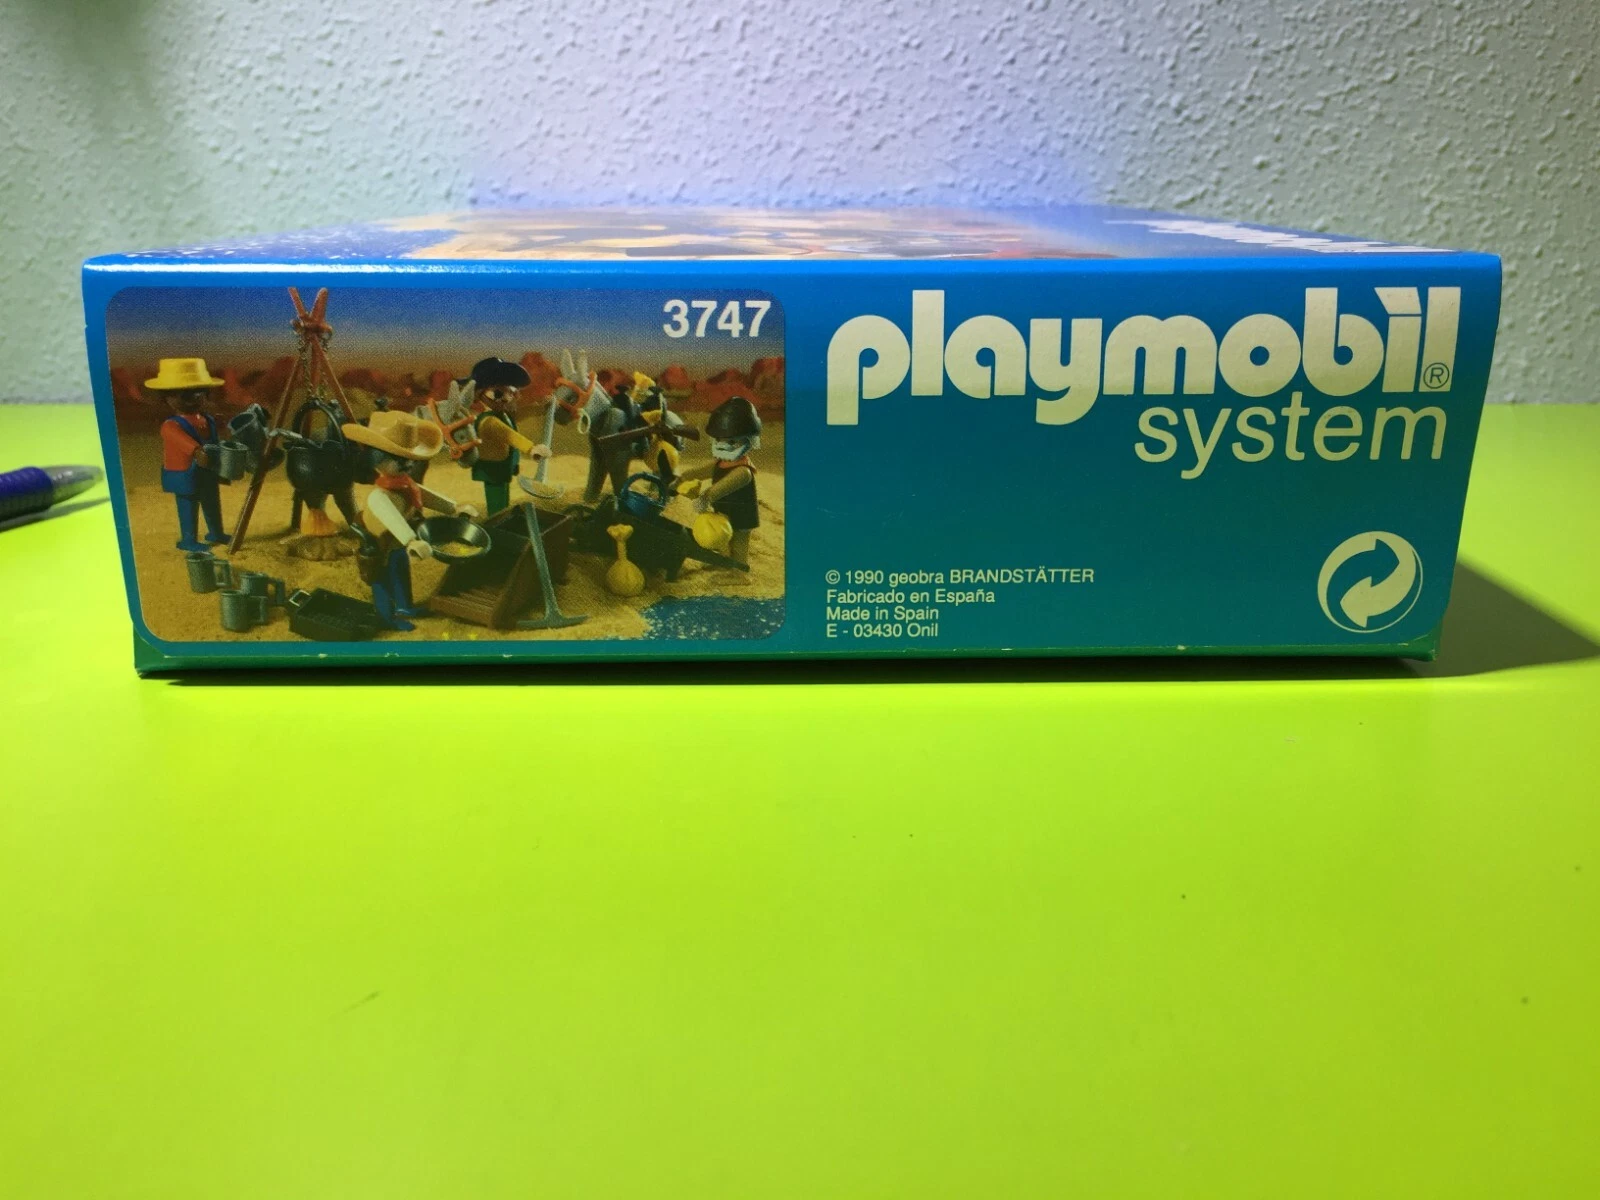 3747
playmobil®
system
© 1990 geobra BRANDSTÄTTER
Fabricado en España
Made in Spain
E - 03430 Onil